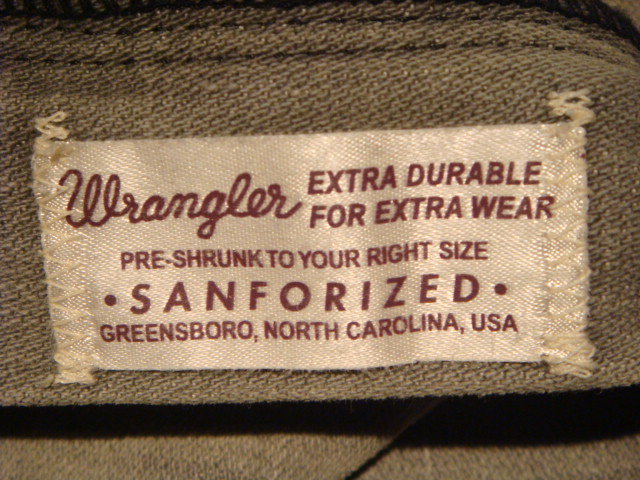 Wrangler EXTRA DURABLE
FOR EXTRA WEAR
PRE-SHRUNK TO YOUR RIGHT SIZE
• SANFORIZED •
GREENSBORO, NORTH CAROLINA, USA